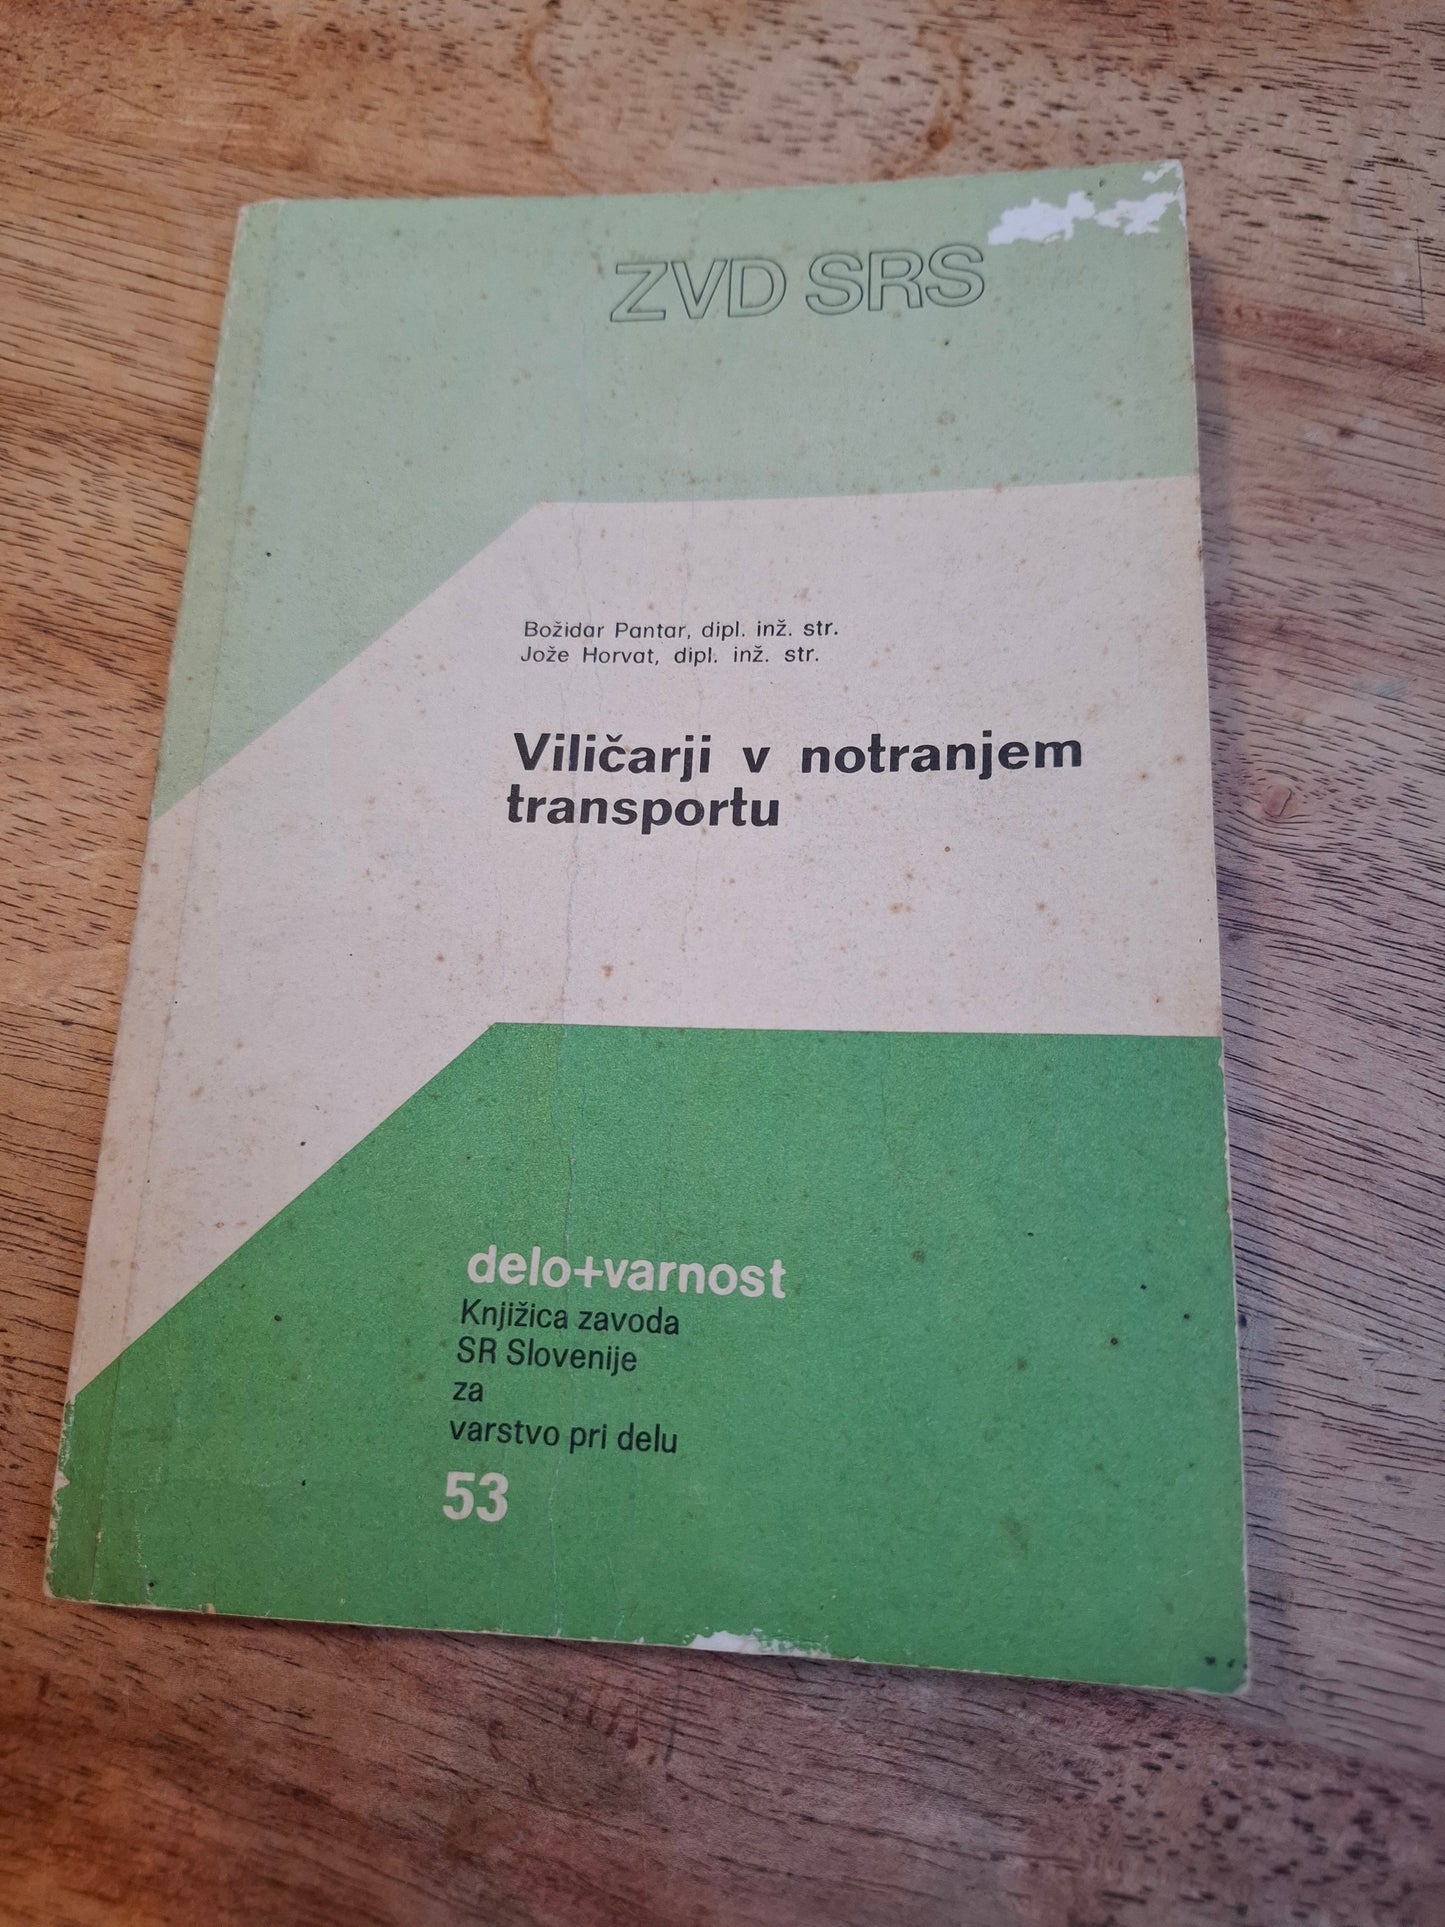 ZVD SRS
Božidar Pantar, dipl. inž. str.
Jože Horvat, dipl. inž. str.
Viličarji v notranjem
transportu
delo+varnost
Knjižica zavoda
SR Slovenije
za
varstvo pri delu
53